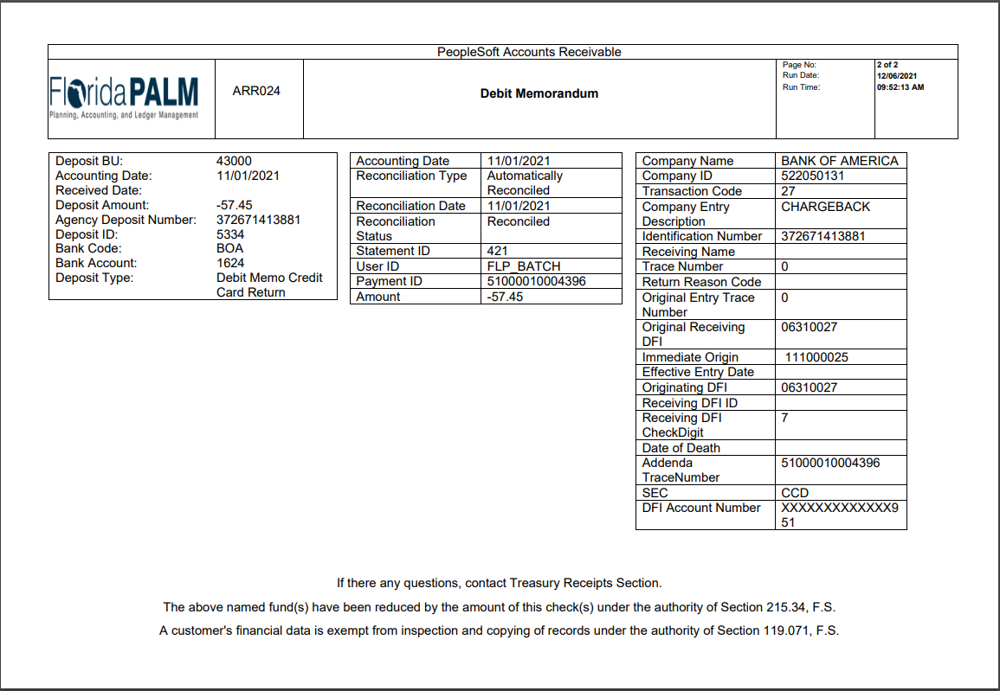 PeopleSoft Accounts Receivable
FloridaPALM
Planning, Accounting, and Ledger Management
ARR024
Debit Memorandum
Page No: 2 of 2
Run Date: 12/06/2021
Run Time: 09:52:13 AM
Deposit BU: 43000
Accounting Date: 11/01/2021
Received Date:
Deposit Amount: -57.45
Agency Deposit Number: 372671413881
Deposit ID: 5334
Bank Code: BOA
Bank Account: 1624
Deposit Type: Debit Memo Credit
Card Return
Accounting Date 11/01/2021
Reconciliation Type Automatically
Reconciled
Reconciliation Date 11/01/2021
Reconciliation Reconciled
Status
Statement ID 421
User ID FLP_BATCH
Payment ID 51000010004396
Amount -57.45
Company Name BANK OF AMERICA
Company ID 522050131
Transaction Code 27
Company Entry CHARGEBACK
Description
Identification Number 372671413881
Receiving Name
Trace Number 0
Return Reason Code
Original Entry Trace 0
Number
Original Receiving 06310027
DFI
Immediate Origin 111000025
Effective Entry Date
Originating DFI 06310027
Receiving DFI ID
Receiving DFI 7
CheckDigit
Date of Death
Addenda 51000010004396
TraceNumber
SEC CCD
DFI Account Number XXXXXXXXXXXXX9
51
If there any questions, contact Treasury Receipts Section.
The above named fund(s) have been reduced by the amount of this check(s) under the authority of Section 215.34, F.S.
A customer's financial data is exempt from inspection and copying of records under the authority of Section 119.071, F.S.